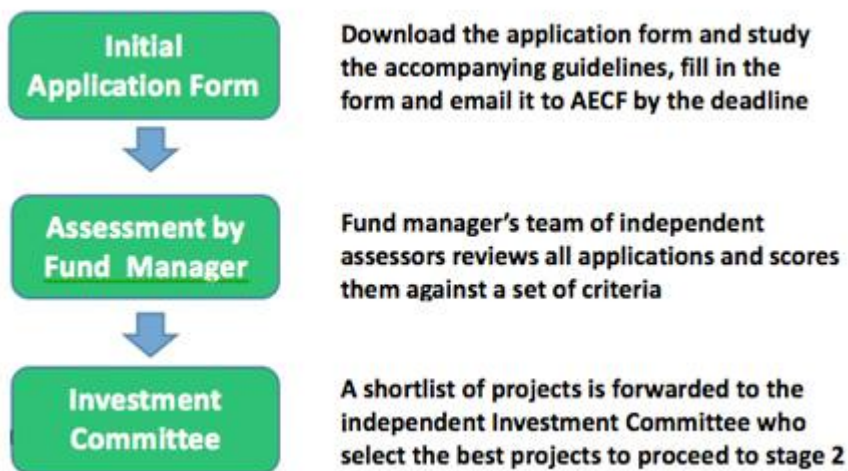 Initial
Application Form
Download the application form and study
the accompanying guidelines, fill in the
form and email it to AECF by the deadline
Assessment by
Fund Manager
Fund manager's team of independent
assessors reviews all applications and scores
them against a set of criteria
Investment
Committee
A shortlist of projects is forwarded to the
independent Investment Committee who
select the best projects to proceed to stage 2